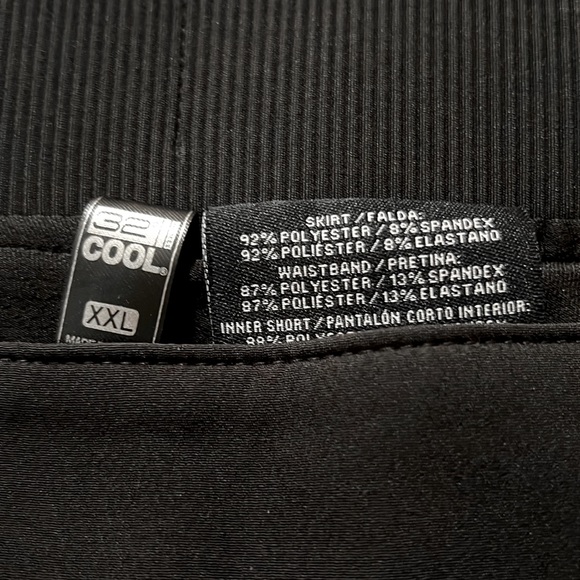 32
COOL®
XXL
MADE
SKIRT/FALDA:
92% POLYESTER/8% SPANDEX
92% POLIÉSTER/8% ELASTANO
WAISTBAND/PRETINA:
87% POLYESTER/13% SPANDEX
87% POLIÉSTER/13% ELASTANO
INNER SHORT/PANTALÓN CORTO INTERIOR: